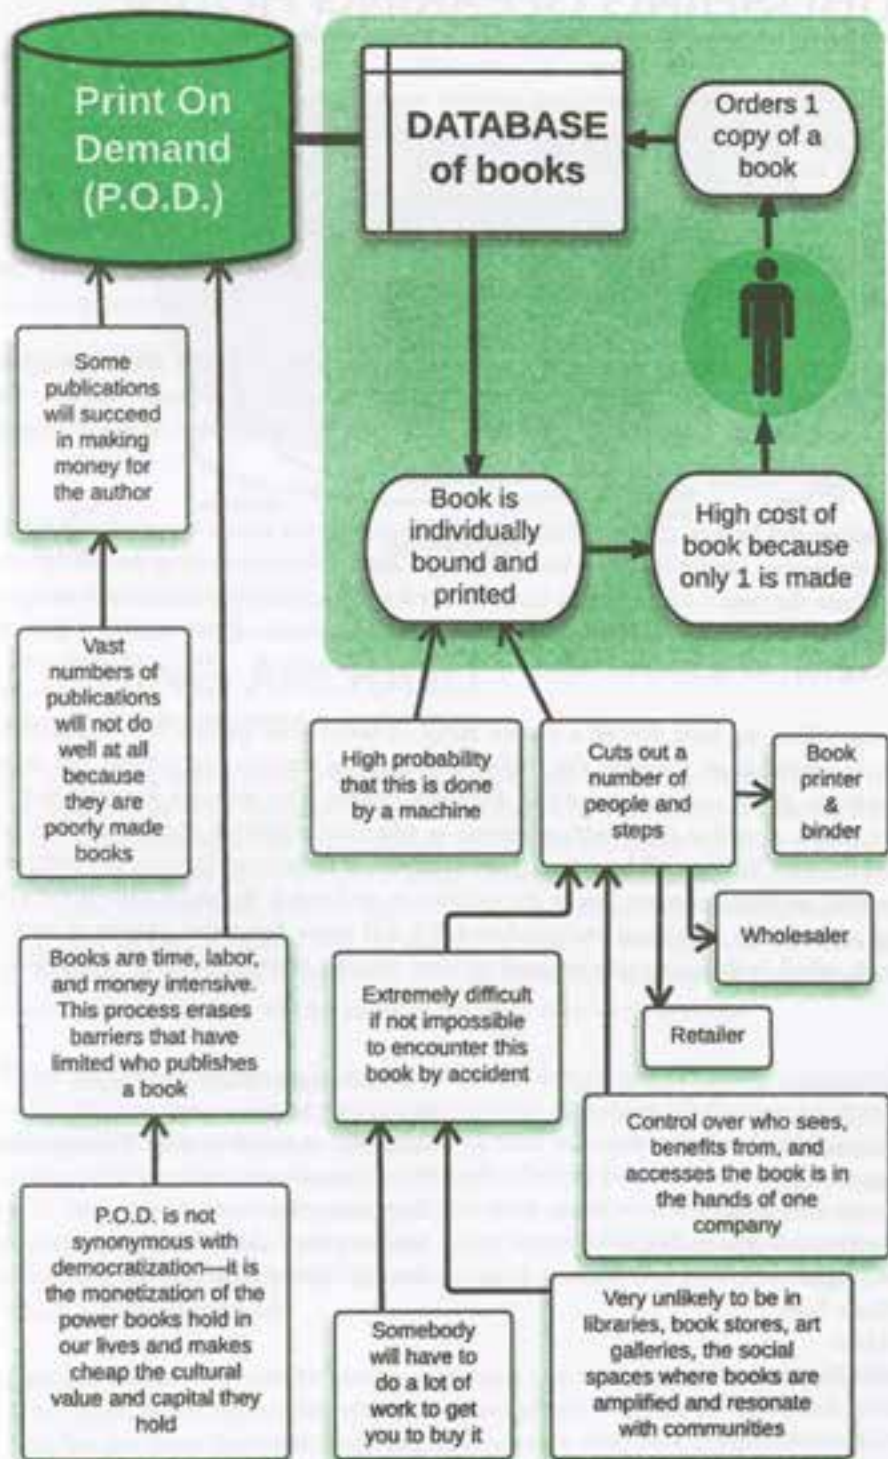 Print On
Demand
(P.O.D.)
DATABASE
of books
Orders 1
copy of a
book
Some
publications
will succeed
in making
money for
the author
Book is
individually
bound and
printed
High cost of
book because
only 1 is made
Vast
numbers of
publications
will not do
well at all
because
they are
poorly made
books
High probability
that this is done
by a machine
Cuts out a
number of
people and
steps
Book
printer
&
binder
Wholesaler
Retailer
Books are time, labor,
and money intensive.
This process erases
barriers that have
limited who publishes
a book
Extremely difficult
if not impossible
to encounter this
book by accident
Control over who sees,
benefits from, and
accesses the book is in
the hands of one
company
P.O.D. is not
synonymous with
democratization—it is
the monetization of the
power books hold in
our lives and makes
cheap the cultural
value and capital they
hold
Somebody
will have to
do a lot of
work to get
you to buy it
Very unlikely to be in
libraries, book stores, art
galleries, the social
spaces where books are
amplified and resonate
with communities